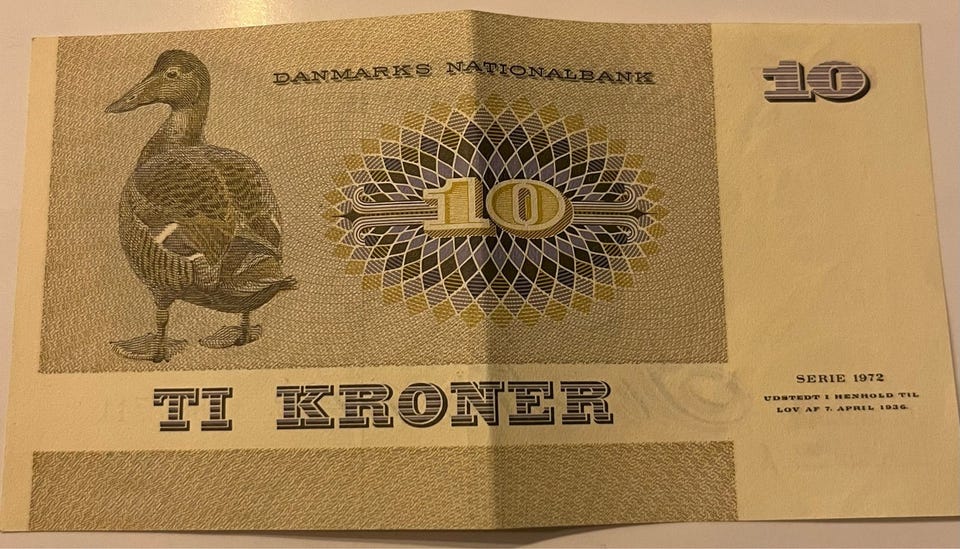 DANMARKS NATIONALBANK
10
10
TI KRONER
SERIE 1972
UDSTEDT I HENHOLD TIL
LOV AF 7. APRIL 1936.